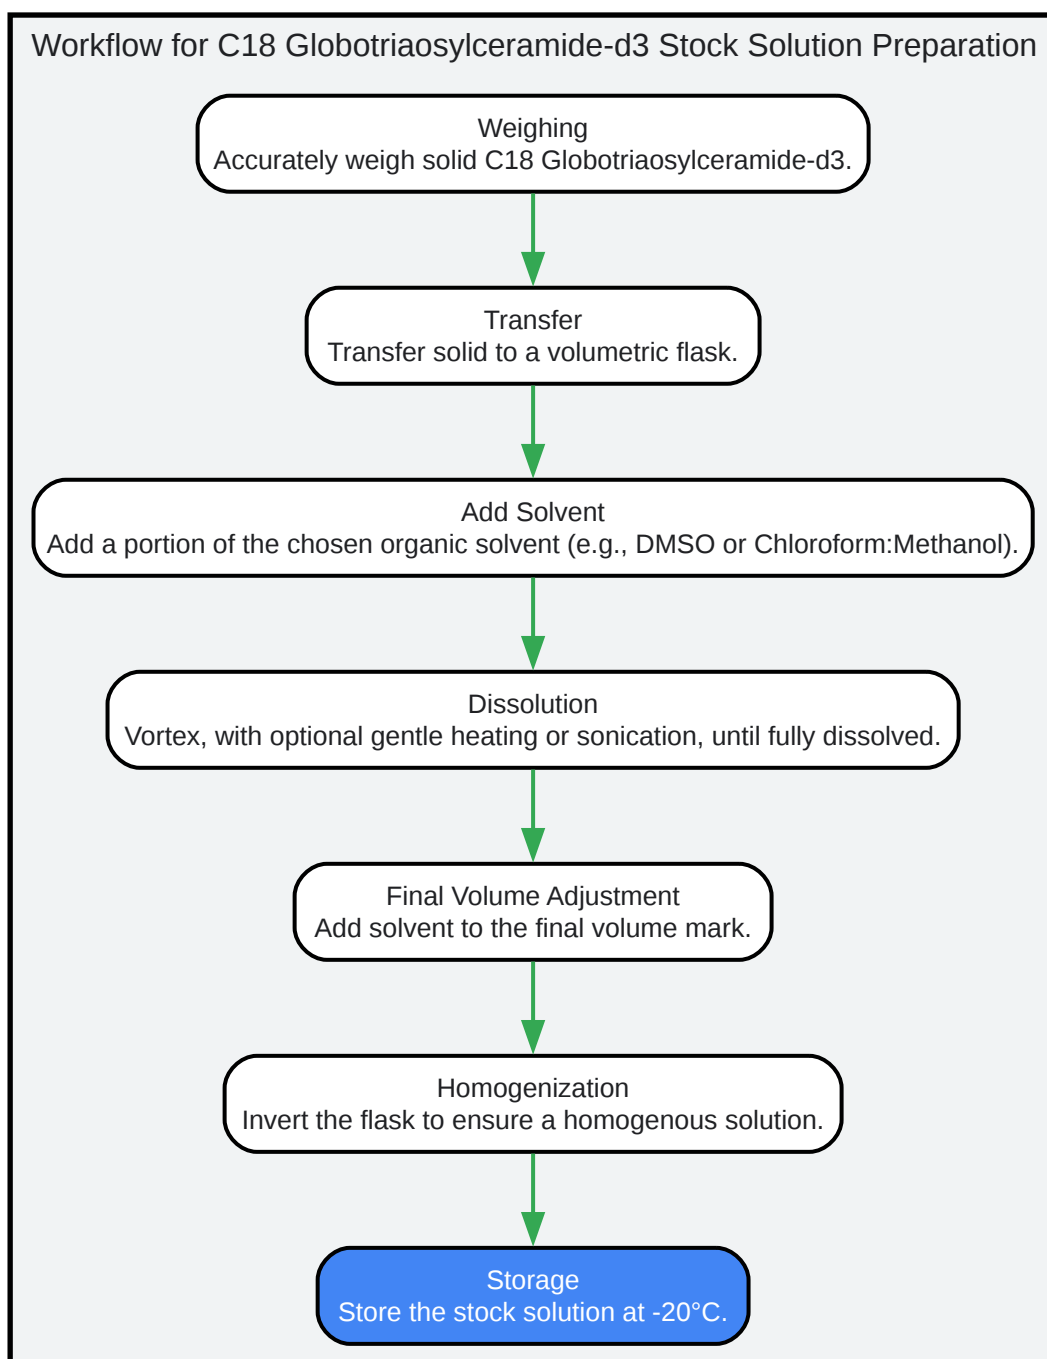 Workflow for C18 Globotriaosylceramide-d3 Stock Solution Preparation
Weighing
Accurately weigh solid C18 Globotriaosylceramide-d3.
Transfer
Transfer solid to a volumetric flask.
Add Solvent
Add a portion of the chosen organic solvent (e.g., DMSO or Chloroform:Methanol).
Dissolution
Vortex, with optional gentle heating or sonication, until fully dissolved.
Final Volume Adjustment
Add solvent to the final volume mark.
Homogenization
Invert the flask to ensure a homogenous solution.
Storage
Store the stock solution at -20°C.